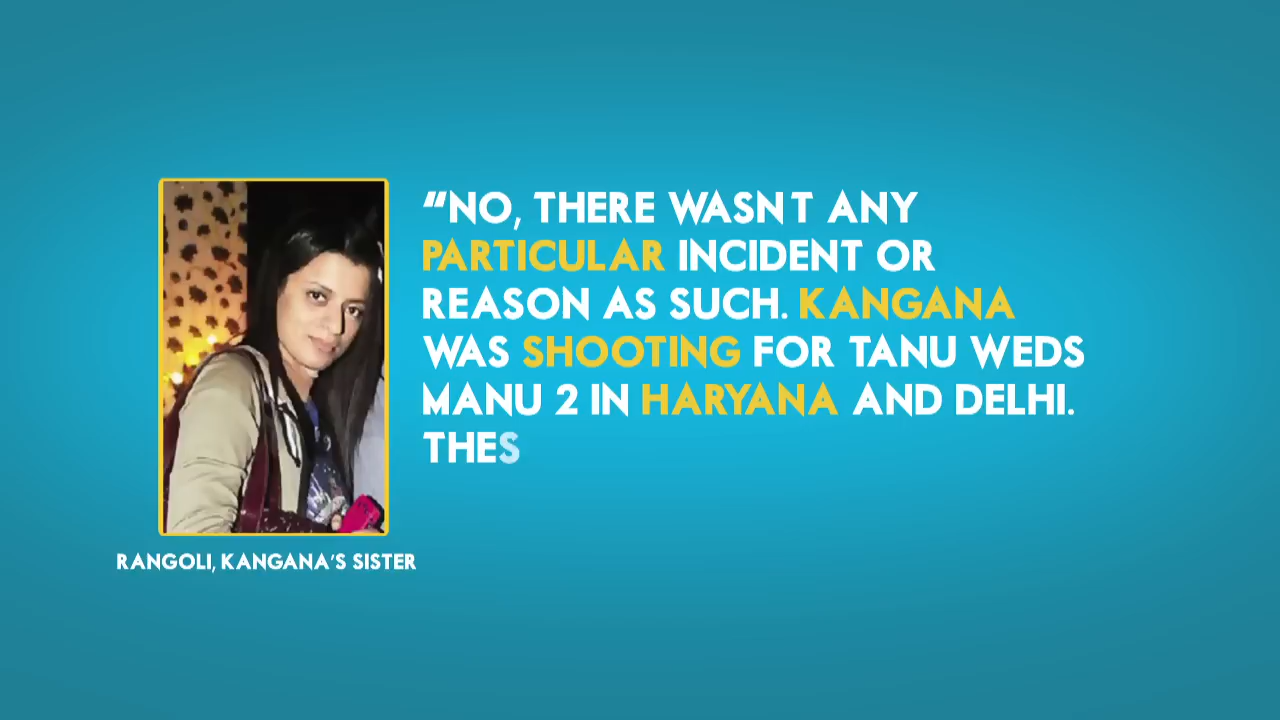 “NO, THERE WASN T ANY
PARTICULAR INCIDENT OR
REASON AS SUCH. KANGANA
WAS SHOOTING FOR TANU WEDS
MANU 2 IN HARYANA AND DELHI.
THES
RANGOLI, KANGANA'S SISTER